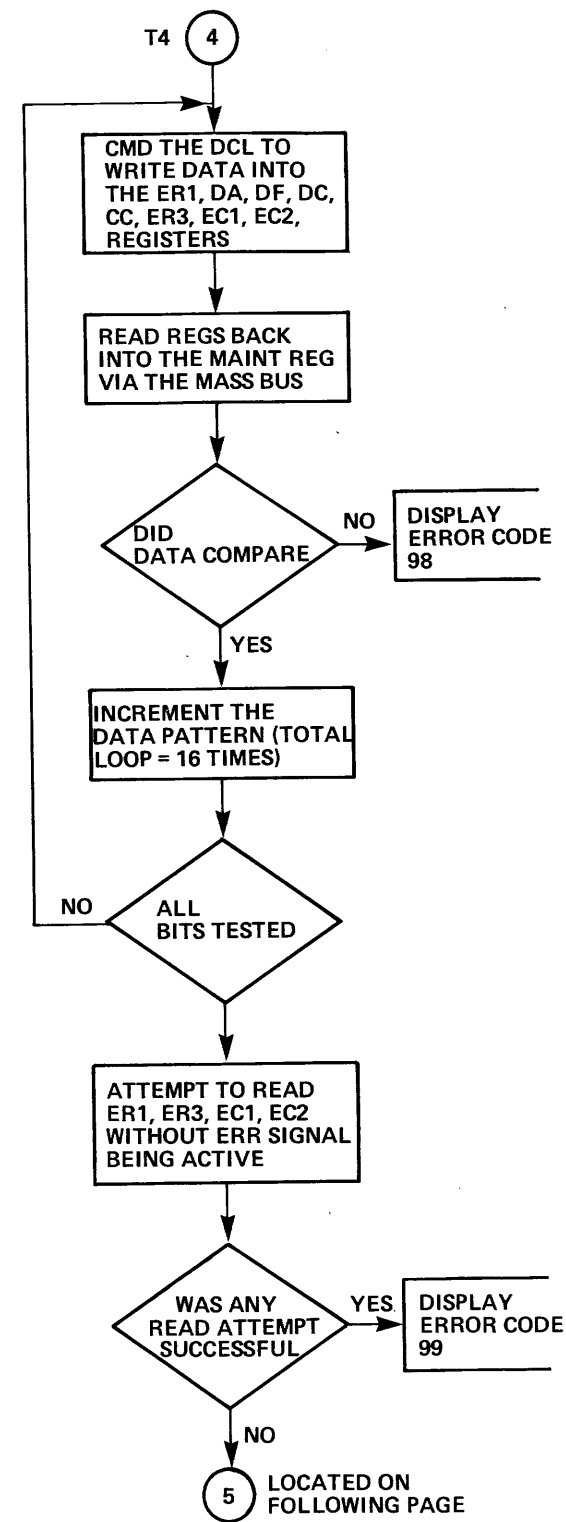 T4 4
CMD THE DCL TO
WRITE DATA INTO
THE ER1, DA, DF, DC,
CC, ER3, EC1, EC2,
REGISTERS
READ REGS BACK
INTO THE MAINT REG
VIA THE MASS BUS
DID
DATA COMPARE
NO
DISPLAY
ERROR CODE
98
YES
INCREMENT THE
DATA PATTERN (TOTAL
LOOP = 16 TIMES)
NO
ALL
BITS TESTED
ATTEMPT TO READ
ER1, ER3, EC1, EC2
WITHOUT ERR SIGNAL
BEING ACTIVE
WAS ANY
READ ATTEMPT
SUCCESSFUL
YES
DISPLAY
ERROR CODE
99
NO
5
LOCATED ON
FOLLOWING PAGE